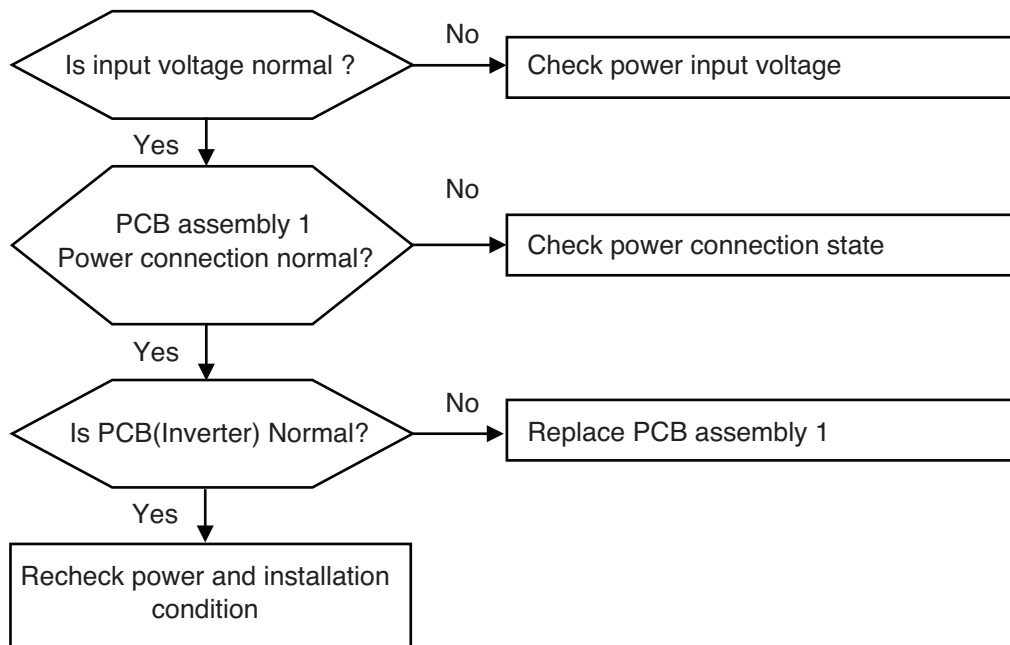 Is input voltage normal ?
No
Check power input voltage
Yes
PCB assembly 1
Power connection normal?
No
Check power connection state
Yes
Is PCB(Inverter) Normal?
No
Replace PCB assembly 1
Yes
Recheck power and installation
condition